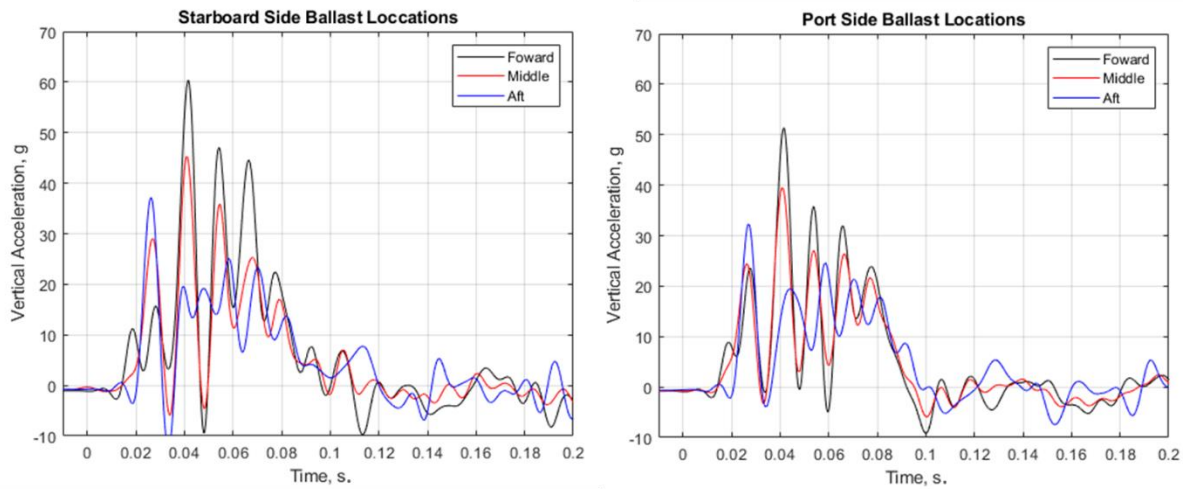 Starboard Side Ballast Loccations
70
60
50
40
30
20
10
0
-10
Vertical Acceleration, g
Foward
Middle
Aft
0 0.02 0.04 0.06 0.08 0.1 0.12 0.14 0.16 0.18 0.2
Time, s.
Port Side Ballast Locations
70
60
50
40
30
20
10
0
-10
Vertical Acceleration, g
Foward
Middle
Aft
0 0.02 0.04 0.06 0.08 0.1 0.12 0.14 0.16 0.18 0.2
Time, s.